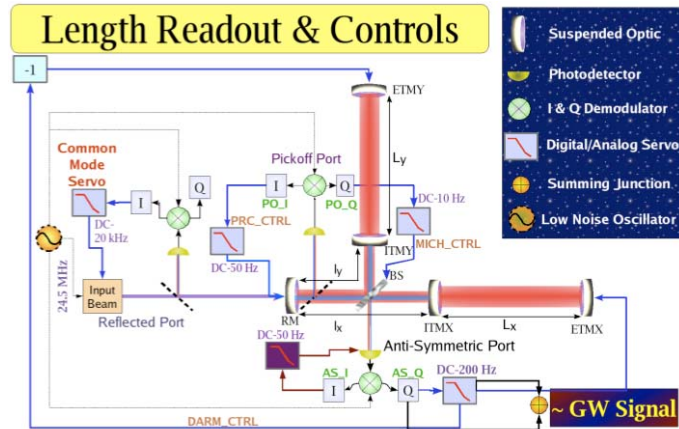 Length Readout & Controls
-1
ETMY
Pickoff Port
Common
Mode
Servo
I
Q
I
Q
PO_I
PO_Q
DC-10 Hz
PRC_CTRL
MICH_CTRL
DC-
20 kHz
DC-50 Hz
Ly
ITMY
24.5 MHz
Input
Beam
Reflected Port
ly
BS
RM
lx
ITMX
Lx
ETMX
DC-50 Hz
Anti-Symmetric Port
AS_I
AS_Q
DC-200 Hz
I
Q
~ GW Signal
DARM_CTRL
Suspended Optic
Photodetector
I & Q Demodulator
Digital/Analog Servo
Summing Junction
Low Noise Oscillator